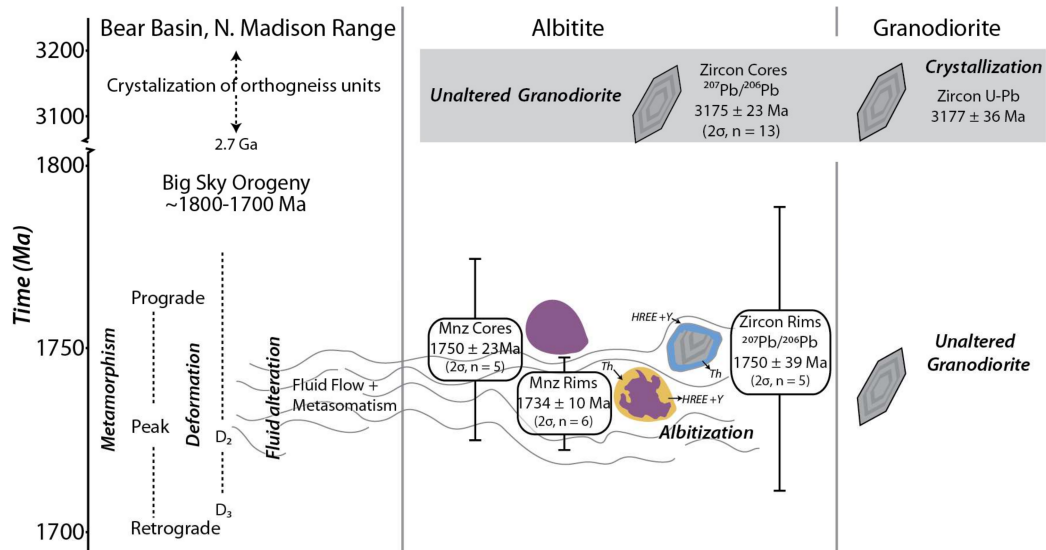 Bear Basin, N. Madison Range
Albitite
Granodiorite
3200
3100
1800
1750
1700
Time (Ma)
Crystalization of orthogneiss units
2.7 Ga
Big Sky Orogeny
~1800-1700 Ma
Metamorphism
Prograde
Peak
Retrograde
Deformation
D₂
D₃
Fluid alteration
Fluid Flow +
Metasomatism
Unaltered Granodiorite
Zircon Cores
²⁰⁷Pb/²⁰⁶Pb
3175 ± 23 Ma
(2σ, n = 13)
Mnz Cores
1750 ± 23Ma
(2σ, n = 5)
Mnz Rims
1734 ± 10 Ma
(2σ, n = 6)
Th
HREE+Y
HREE+Y
Th
Albitization
Zircon Rims
²⁰⁷Pb/²⁰⁶Pb
1750 ± 39 Ma
(2σ, n = 5)
Crystallization
Zircon U-Pb
3177 ± 36 Ma
Unaltered
Granodiorite